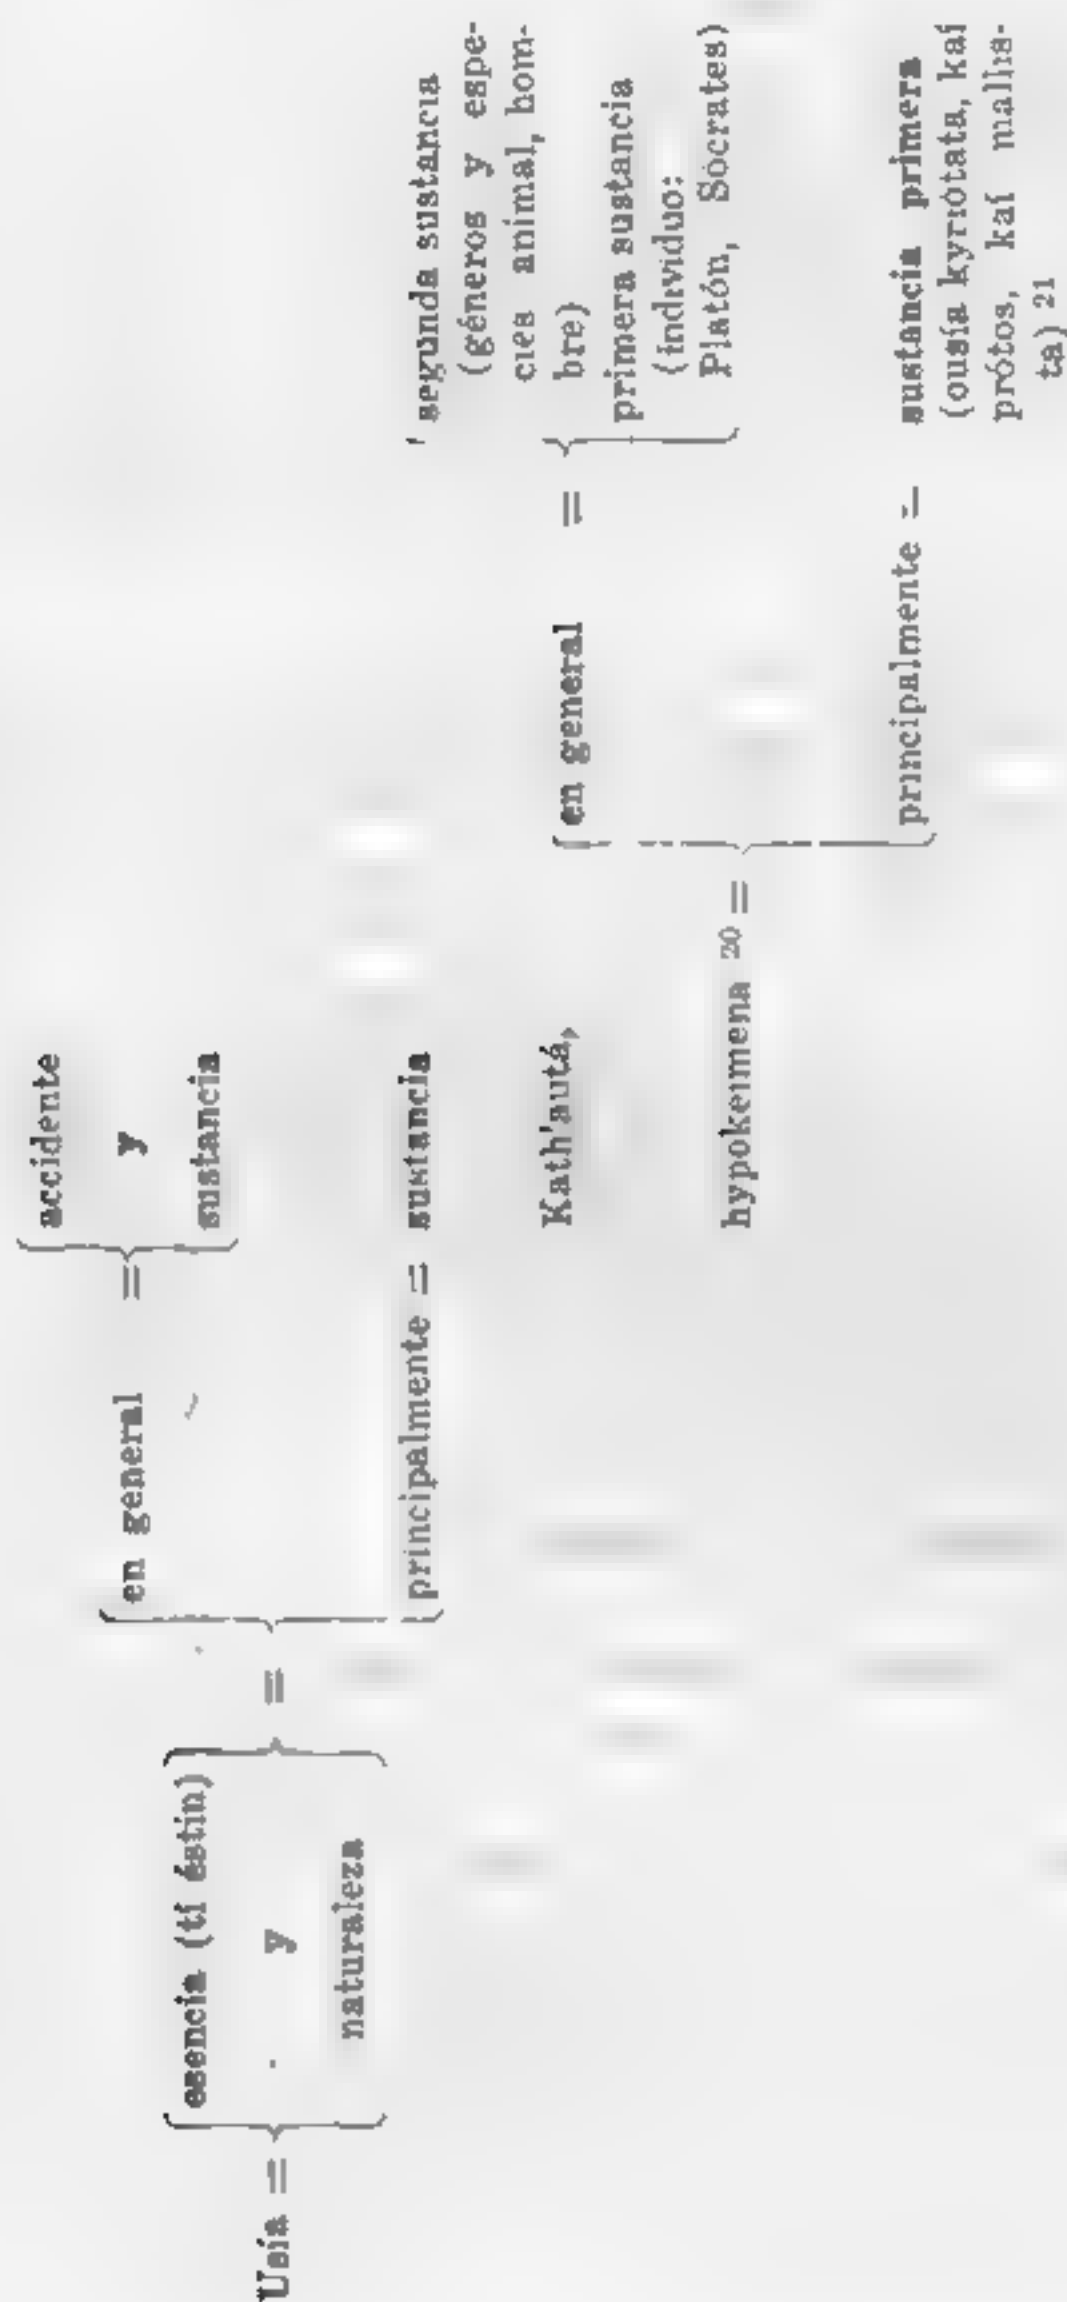 Usía =
esencia (tí éstin)
y
naturaleza
=
en general =
accidente
y
sustancia
principalmente = sustancia
Kath'autá,
hypokeimena 20 =
en general =
segunda sustancia
(géneros y espe-
cies animal, hom-
bre)
primera sustancia
(individuo:
Platón, Sócrates)
principalmente =
sustancia primera
(ousía kyriótata, kaí
prótos, kaí malhs-
ta) 21